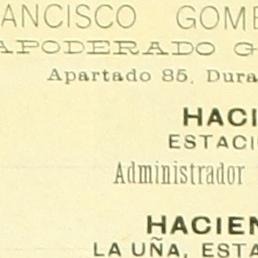 ANCISCO GOME
APODERADO G
Apartado 85, Dura
HACI
ESTACI
Administrador
HACIEN
LA UÑA, ESTA